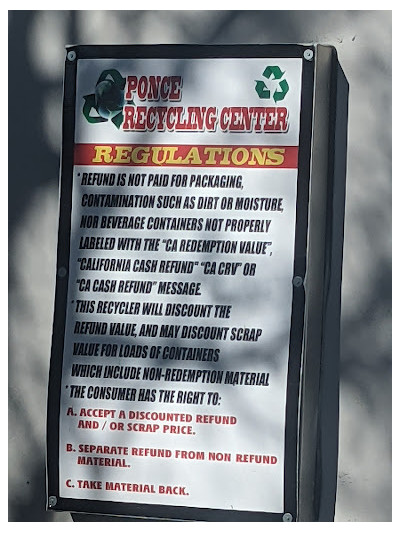 PONCE
RECYCLING CENTER
REGULATIONS
* REFUND IS NOT PAID FOR PACKAGING,
CONTAMINATION SUCH AS DIRT OR MOISTURE,
NOR BEVERAGE CONTAINERS NOT PROPERLY
LABELED WITH THE "CA REDEMPTION VALUE",
"CALIFORNIA CASH REFUND" "CA CRV" OR
"CA CASH REFUND" MESSAGE.
* THIS RECYCLER WILL DISCOUNT THE
REFUND VALUE, AND MAY DISCOUNT SCRAP
VALUE FOR LOADS OF CONTAINERS
WHICH INCLUDE NON-REDEMPTION MATERIAL
* THE CONSUMER HAS THE RIGHT TO:
A. ACCEPT A DISCOUNTED REFUND
AND / OR SCRAP PRICE.
B. SEPARATE REFUND FROM NON REFUND
MATERIAL.
C. TAKE MATERIAL BACK.